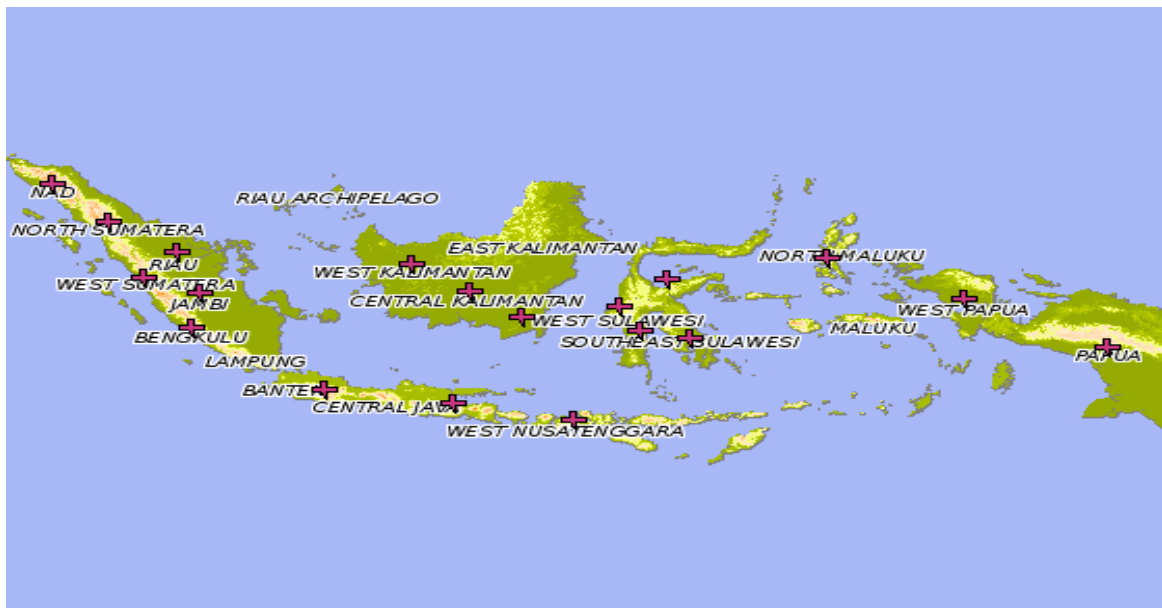 NAD
RIAU ARCHIPELAGO
NORTH SUMATERA
EAST KALIMANTAN
NORTH MALUKU
RIAU
WEST KALIMANTAN
WEST SUMATERA
JAMBI
CENTRAL KALIMANTAN
WEST PAPUA
WEST SULAWESI
MALUKU
BENGKULU
SOUTHEAST SULAWESI
PAPUA
LAMPUNG
BANTEN
CENTRAL JAVA
WEST NUSATENGGARA